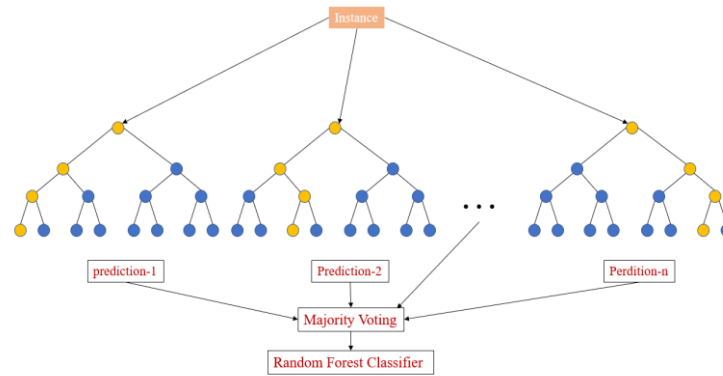 Instance
prediction-1
Prediction-2
Perdition-n
Majority Voting
Random Forest Classifier